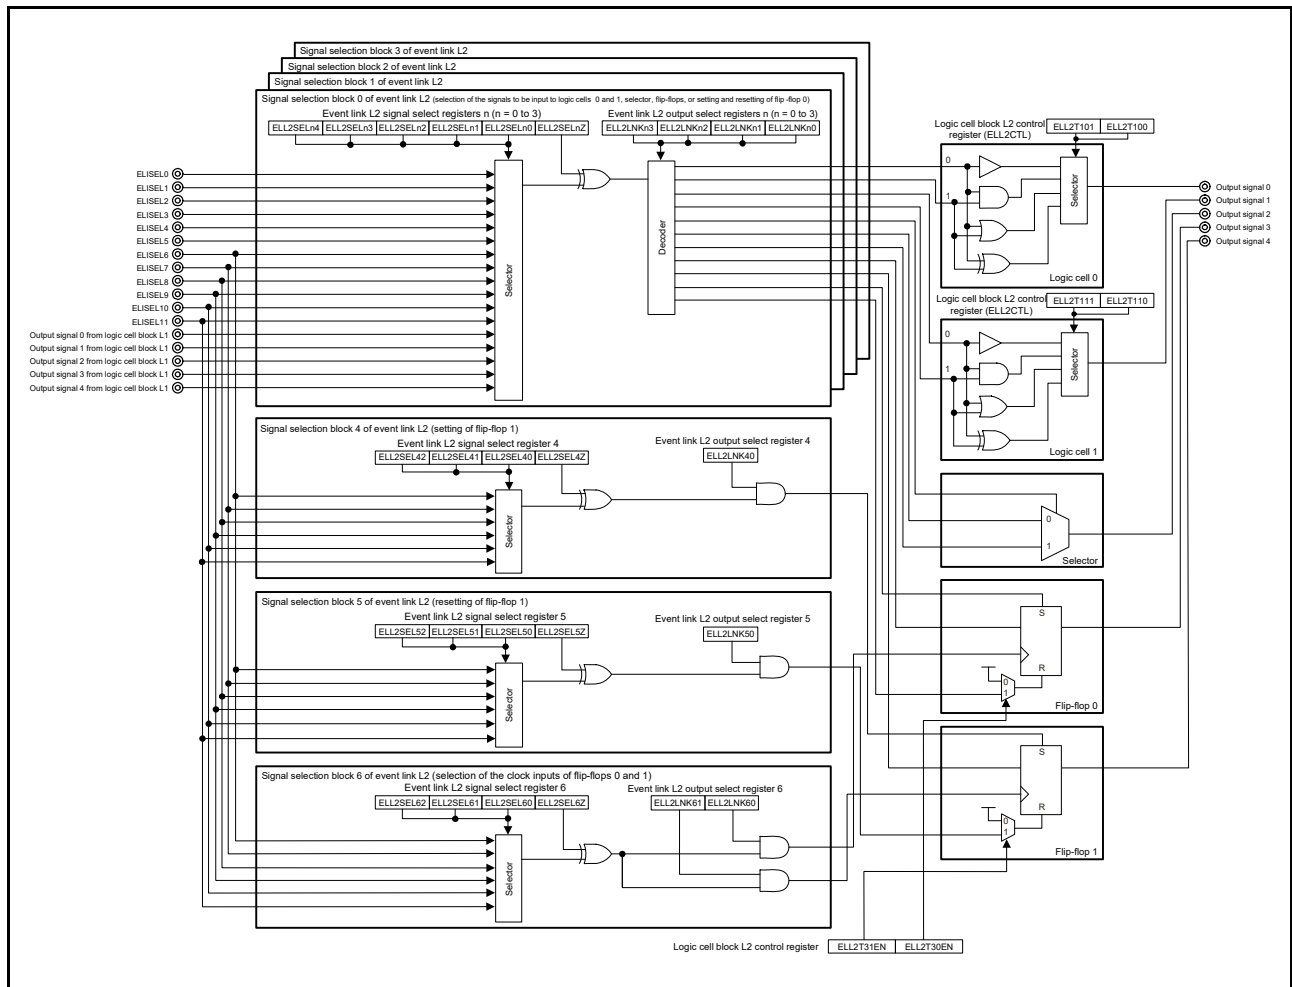 Signal selection block 3 of event link L2
Signal selection block 2 of event link L2
Signal selection block 1 of event link L2
Signal selection block 0 of event link L2 (selection of the signals to be input to logic cells 0 and 1, selector, flip-flops, or setting and resetting of flip -flop 0)
Event link L2 signal select registers n (n = 0 to 3)
ELL2SELn4 ELL2SELn3 ELL2SELn2 ELL2SELn1 ELL2SELn0 ELL2SELnZ
Event link L2 output select registers n (n = 0 to 3)
ELL2LNKn3 ELL2LNKn2 ELL2LNKn1 ELL2LNKn0
Selector
Decoder
ELISEL0
ELISEL1
ELISEL2
ELISEL3
ELISEL4
ELISEL5
ELISEL6
ELISEL7
ELISEL8
ELISEL9
ELISEL10
ELISEL11
Output signal 0 from logic cell block L1
Output signal 1 from logic cell block L1
Output signal 2 from logic cell block L1
Output signal 3 from logic cell block L1
Output signal 4 from logic cell block L1
Logic cell block L2 control
register (ELL2CTL)
ELL2T101 ELL2T100
0
1
Selector
Logic cell 0
Output signal 0
Output signal 1
Output signal 2
Output signal 3
Output signal 4
Logic cell block L2 control
register (ELL2CTL)
ELL2T111 ELL2T110
0
1
Selector
Logic cell 1
Signal selection block 4 of event link L2 (setting of flip-flop 1)
Event link L2 signal select register 4
ELL2SEL42 ELL2SEL41 ELL2SEL40 ELL2SEL4Z
Event link L2 output select register 4
ELL2LNK40
Selector
0
1
Selector
Signal selection block 5 of event link L2 (resetting of flip-flop 1)
Event link L2 signal select register 5
ELL2SEL52 ELL2SEL51 ELL2SEL50 ELL2SEL5Z
Event link L2 output select register 5
ELL2LNK50
Selector
S
R
0
1
Flip-flop 0
Signal selection block 6 of event link L2 (selection of the clock inputs of flip-flops 0 and 1)
Event link L2 signal select register 6
ELL2SEL62 ELL2SEL61 ELL2SEL60 ELL2SEL6Z
Event link L2 output select register 6
ELL2LNK61 ELL2LNK60
Selector
S
R
0
1
Flip-flop 1
Logic cell block L2 control register
ELL2T31EN ELL2T30EN